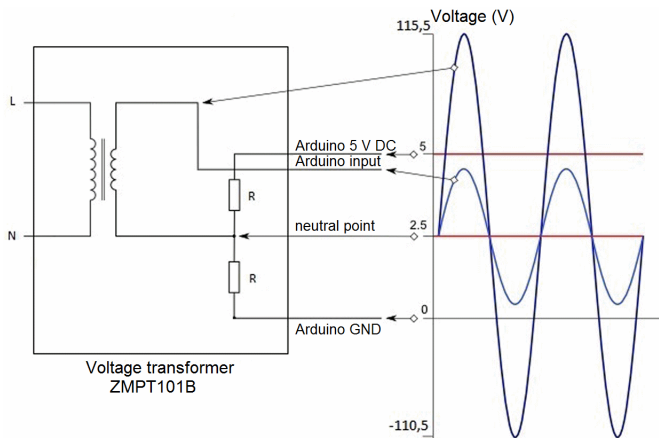 Voltage (V)
115,5
L
Arduino 5 V DC
5
Arduino input
R
N
neutral point
2.5
R
0
Arduino GND
Voltage transformer
ZMPT101B
-110,5